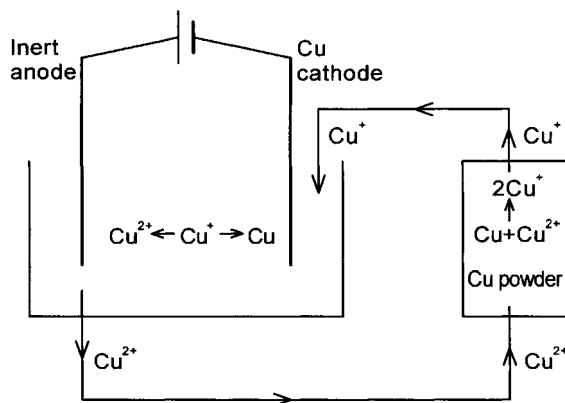 Inert
anode
Cu
cathode
Cu⁺
Cu⁺
2Cu⁺
Cu+Cu²⁺
Cu powder
Cu²⁺ ← Cu⁺ → Cu
Cu²⁺
Cu²⁺